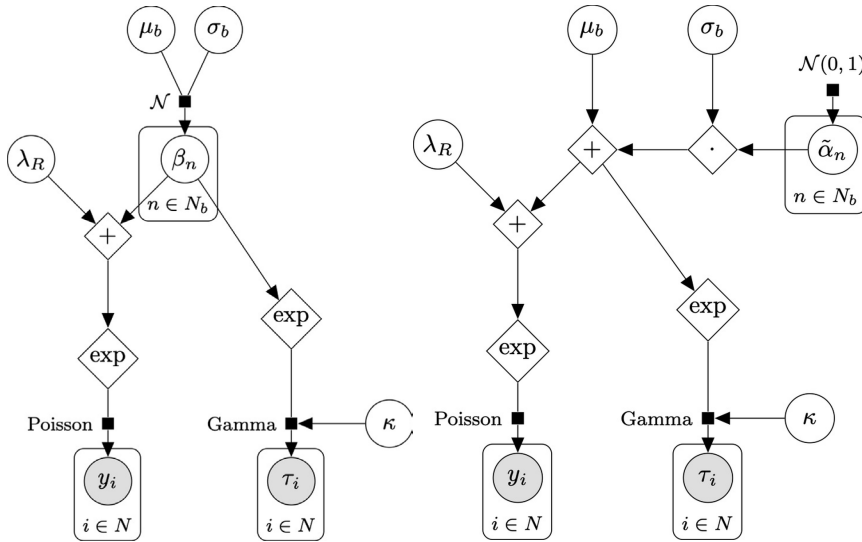 μ_b
σ_b
𝒩
β_n
n ∈ N_b
λ_R
+
exp
exp
Poisson
Gamma
κ
y_i
i ∈ N
τ_i
i ∈ N
μ_b
σ_b
𝒩(0, 1)
α̃_n
n ∈ N_b
·
+
λ_R
+
exp
exp
Poisson
Gamma
κ
y_i
i ∈ N
τ_i
i ∈ N